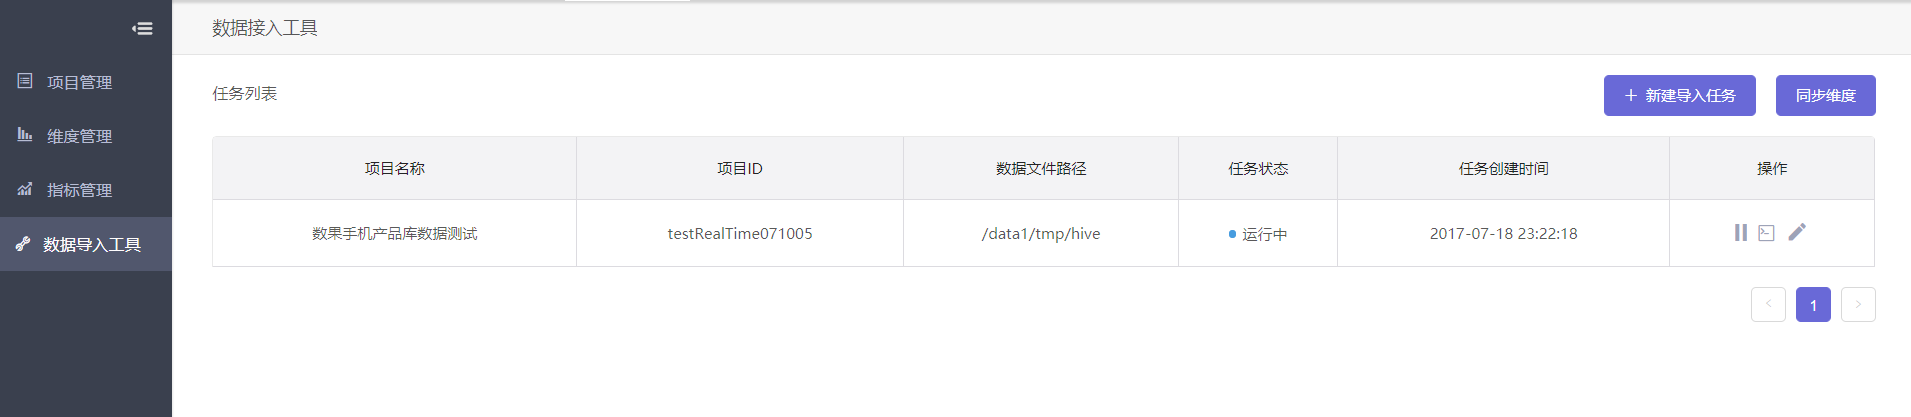 数据接入工具
项目管理
维度管理
指标管理
数据导入工具
任务列表
新建导入任务
同步维度
项目名称 项目ID 数据文件路径 任务状态 任务创建时间 操作
数果手机产品库数据测试 testRealTime071005 /data1/tmp/hive 运行中 2017-07-18 23:22:18
1